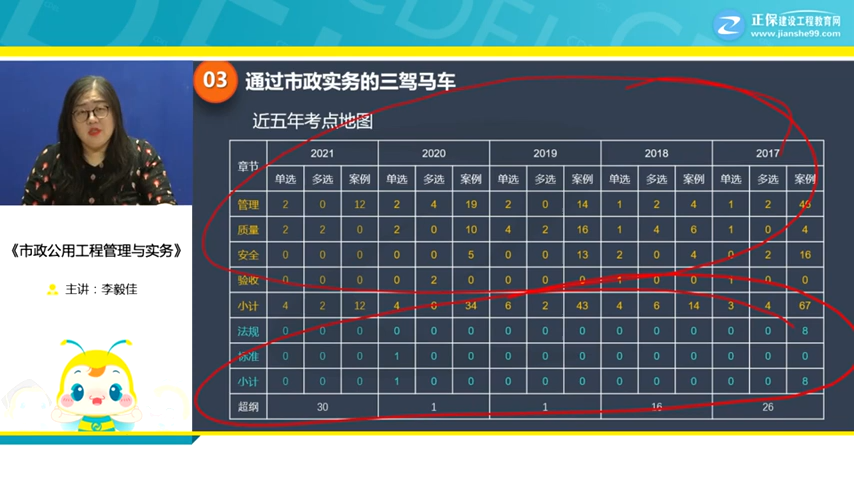 正保建设工程教育网
www.jianshe99.com
03 通过市政实务的三驾马车
近五年考点地图
《市政公用工程管理与实务》
主讲：李毅佳
章节 2021 2020 2019 2018 2017
单选 多选 案例 单选 多选 案例 单选 多选 案例 单选 多选 案例 单选 多选 案例
管理 2 0 12 2 4 19 2 0 14 1 2 4 1 2
质量 2 2 0 2 2 10 4 2 16 1 4 6 1 0 4
安全 0 0 0 0 0 5 0 0 13 2 0 4 0 2 16
验收 0 0 0 0 2 0 0 0 0 1 0 0 1 0 0
小计 4 2 12 4 8 34 6 2 43 4 6 14 3 4 67
法规 0 0 0 0 0 0 0 0 0 0 0 0 0 0 8
标准 0 0 0 1 0 0 0 0 0 0 0 0 0 0 0
小计 0 0 0 1 0 0 0 0 0 0 0 0 0 0 8
超纲 30 1 1 16 26